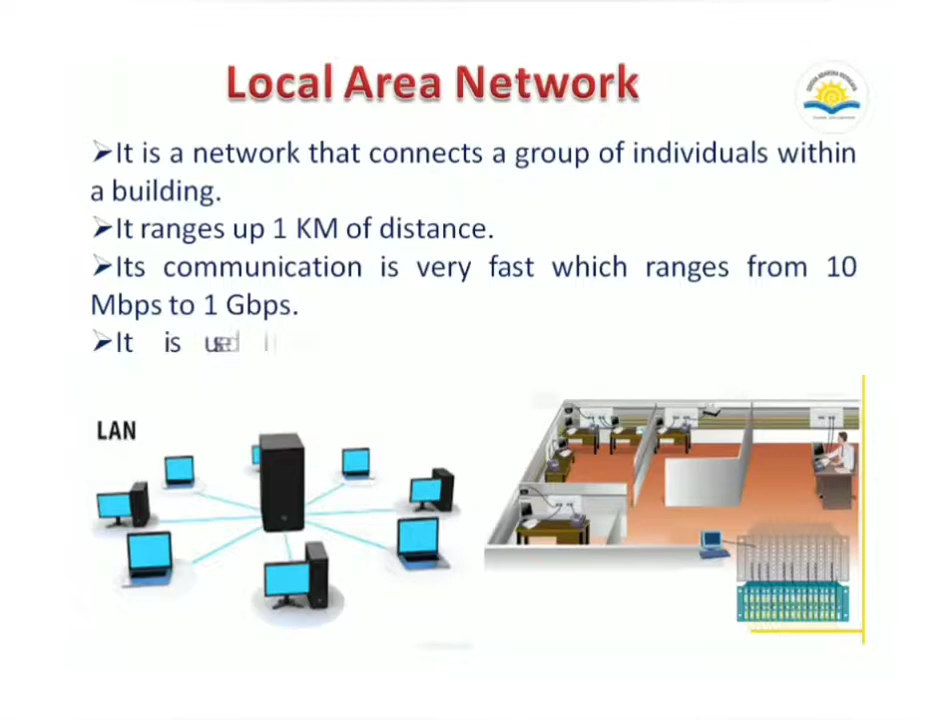 Local Area Network
➢It is a network that connects a group of individuals within
a building.
➢It ranges up 1 KM of distance.
➢Its communication is very fast which ranges from 10
Mbps to 1 Gbps.
➢It is used
LAN